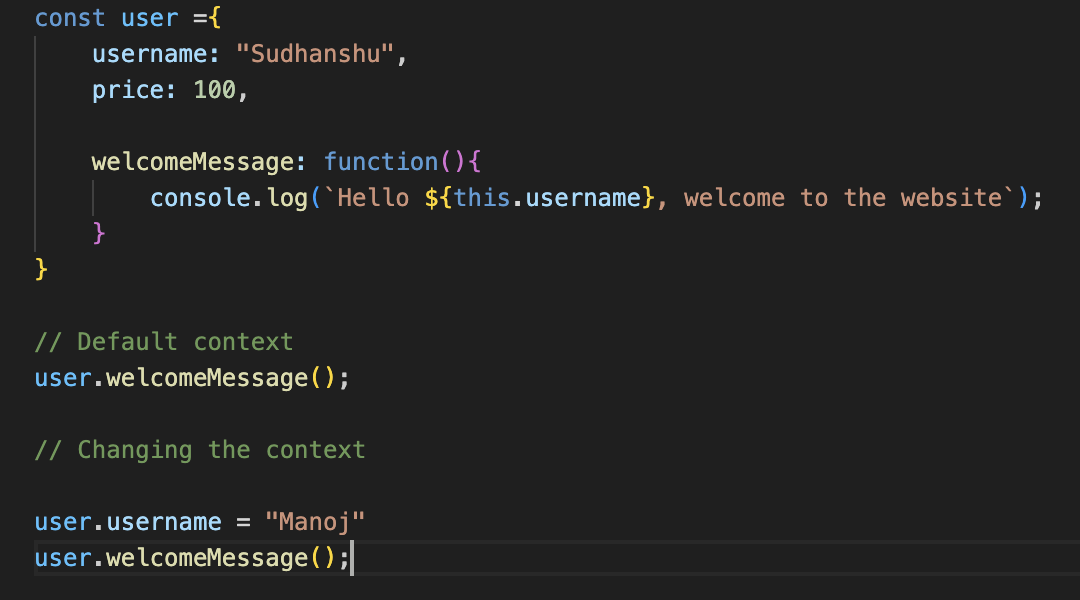 const user ={
    username: "Sudhanshu",
    price: 100,

    welcomeMessage: function(){
        console.log(`Hello ${this.username}, welcome to the website`);
    }
}

// Default context
user.welcomeMessage();

// Changing the context

user.username = "Manoj"
user.welcomeMessage();